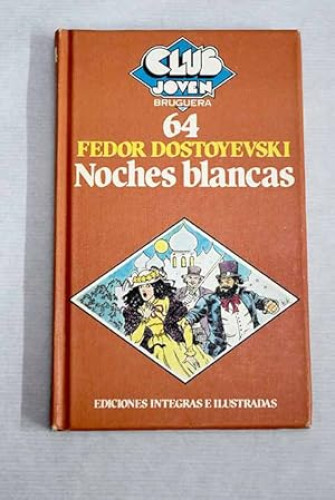 CLUB
JOVEN
BRUGUERA
64
FEDOR DOSTOYEVSKI
Noches blancas
EDICIONES INTEGRAS E ILUSTRADAS